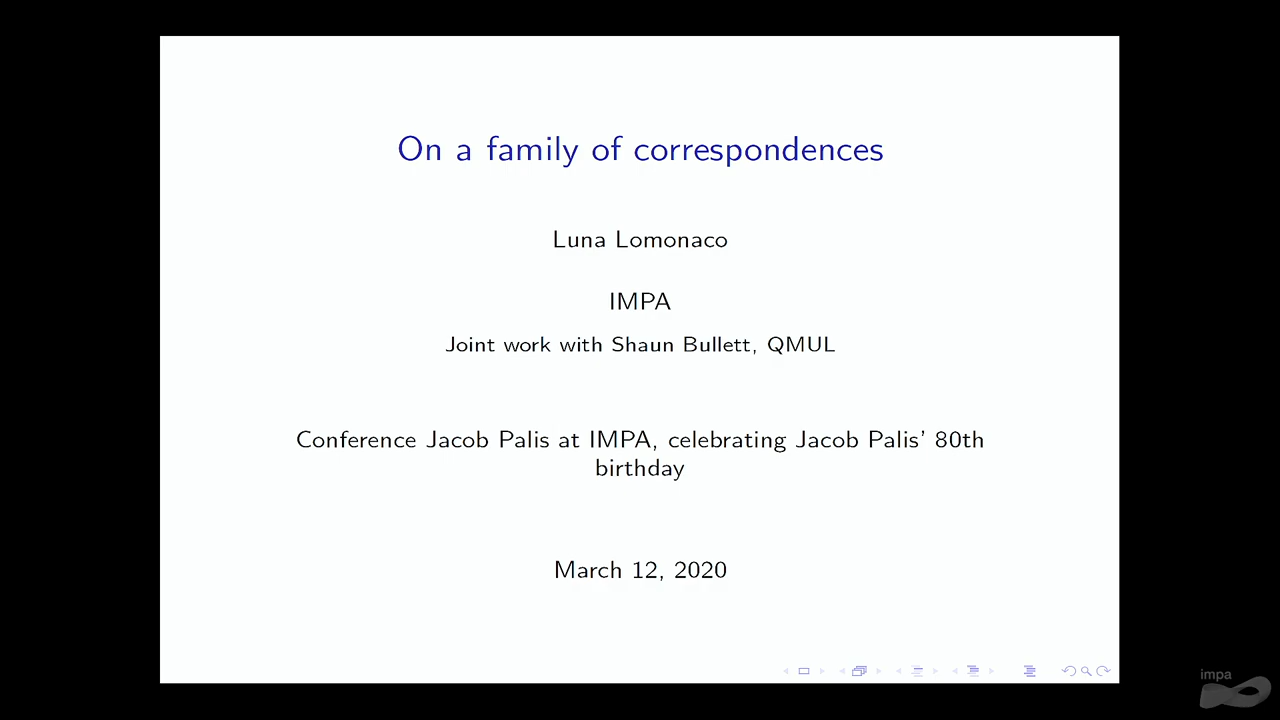 On a family of correspondences
Luna Lomonaco
IMPA
Joint work with Shaun Bullett, QMUL
Conference Jacob Palis at IMPA, celebrating Jacob Palis' 80th
birthday
March 12, 2020
impa